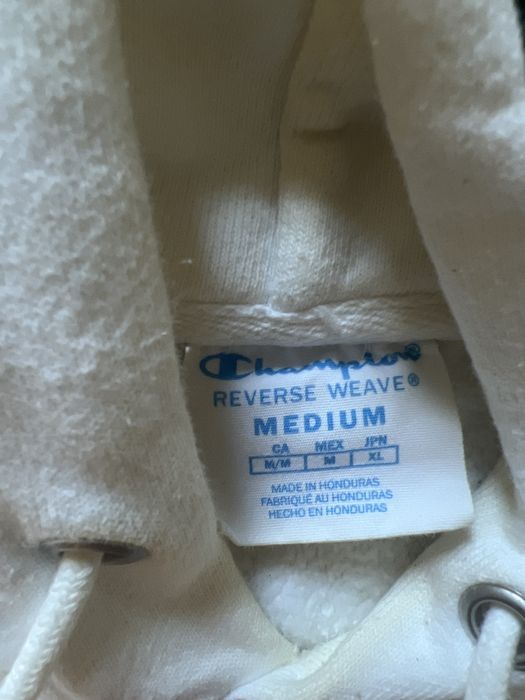 Champion
REVERSE WEAVE®
MEDIUM
CA MEX JPN
M/M M XL
MADE IN HONDURAS
FABRIQUÉ AU HONDURAS
HECHO EN HONDURAS